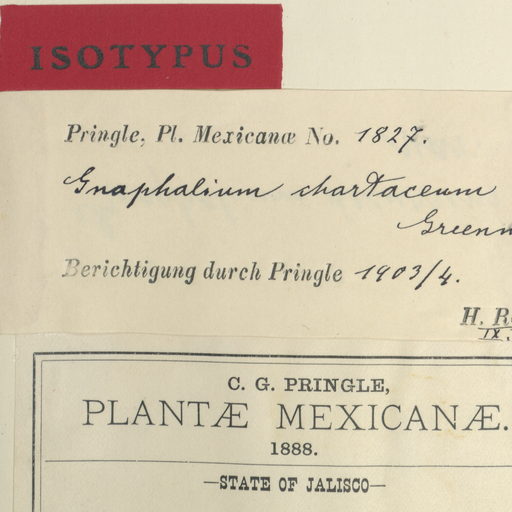 ISOTYPUS
Pringle, Pl. Mexicanæ No. 1827.
Gnaphalium chartaceum
Berichtigung durch Pringle 1903/4.
H.
IX.
C. G. PRINGLE,
PLANTÆ MEXICANÆ.
1888.
—STATE OF JALISCO—